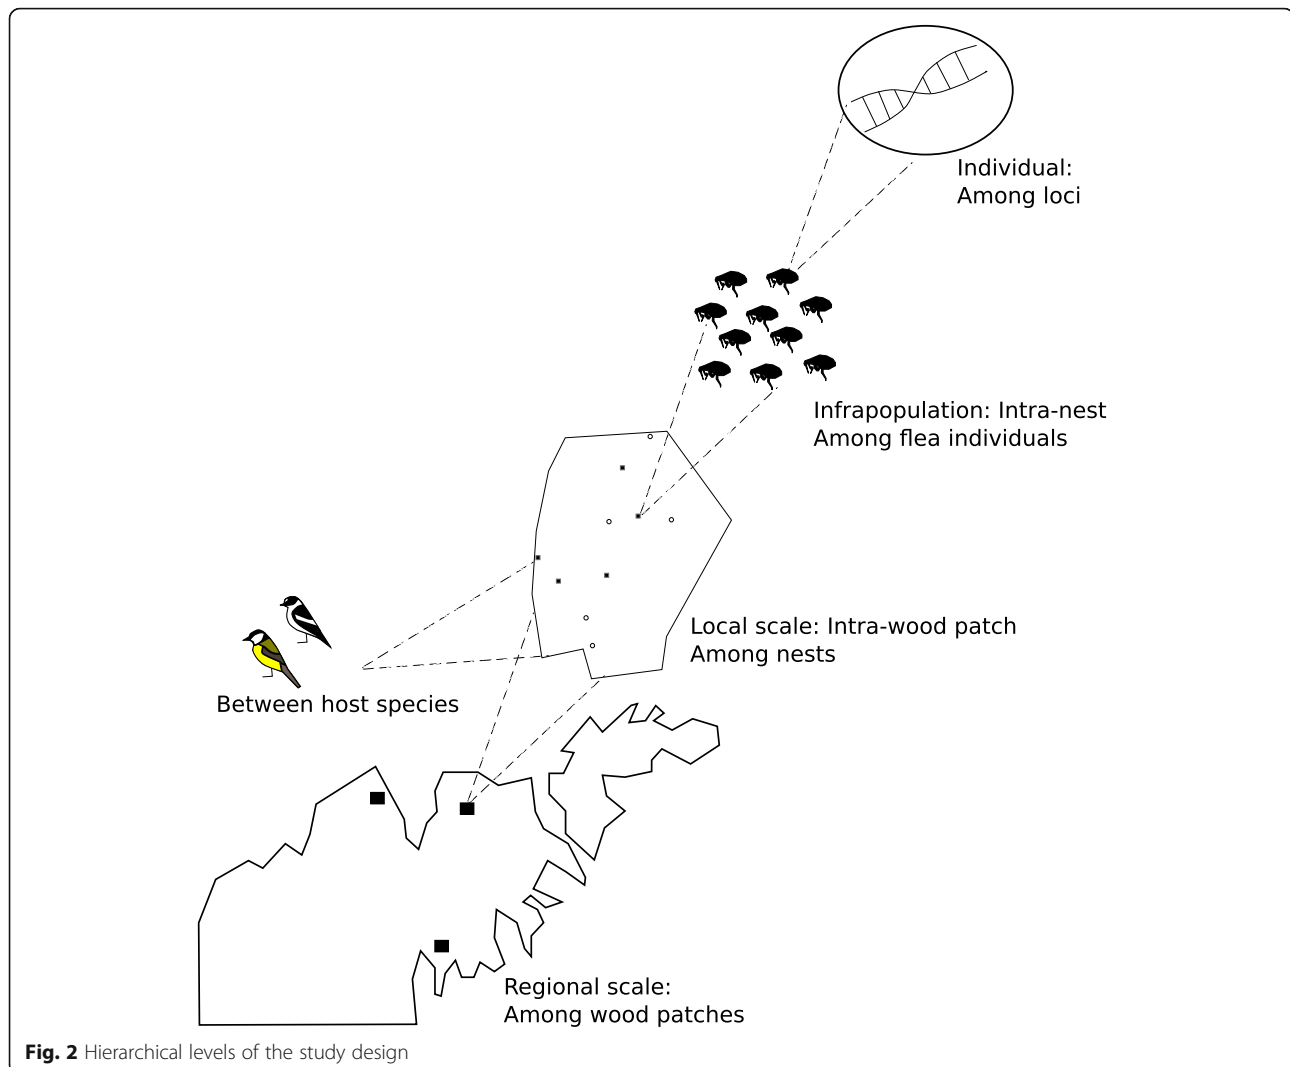 Individual:
Among loci
Infrapopulation: Intra-nest
Among flea individuals
Local scale: Intra-wood patch
Among nests
Between host species
Regional scale:
Among wood patches
Fig. 2 Hierarchical levels of the study design